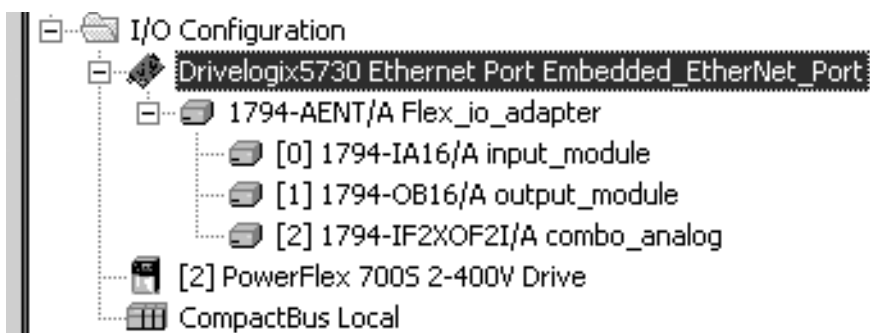 I/O Configuration
Drivelogix5730 Ethernet Port Embedded_EtherNet_Port
1794-AENT/A Flex_io_adapter
[0] 1794-IA16/A input_module
[1] 1794-OB16/A output_module
[2] 1794-IF2XOF2I/A combo_analog
[2] PowerFlex 700S 2-400V Drive
CompactBus Local